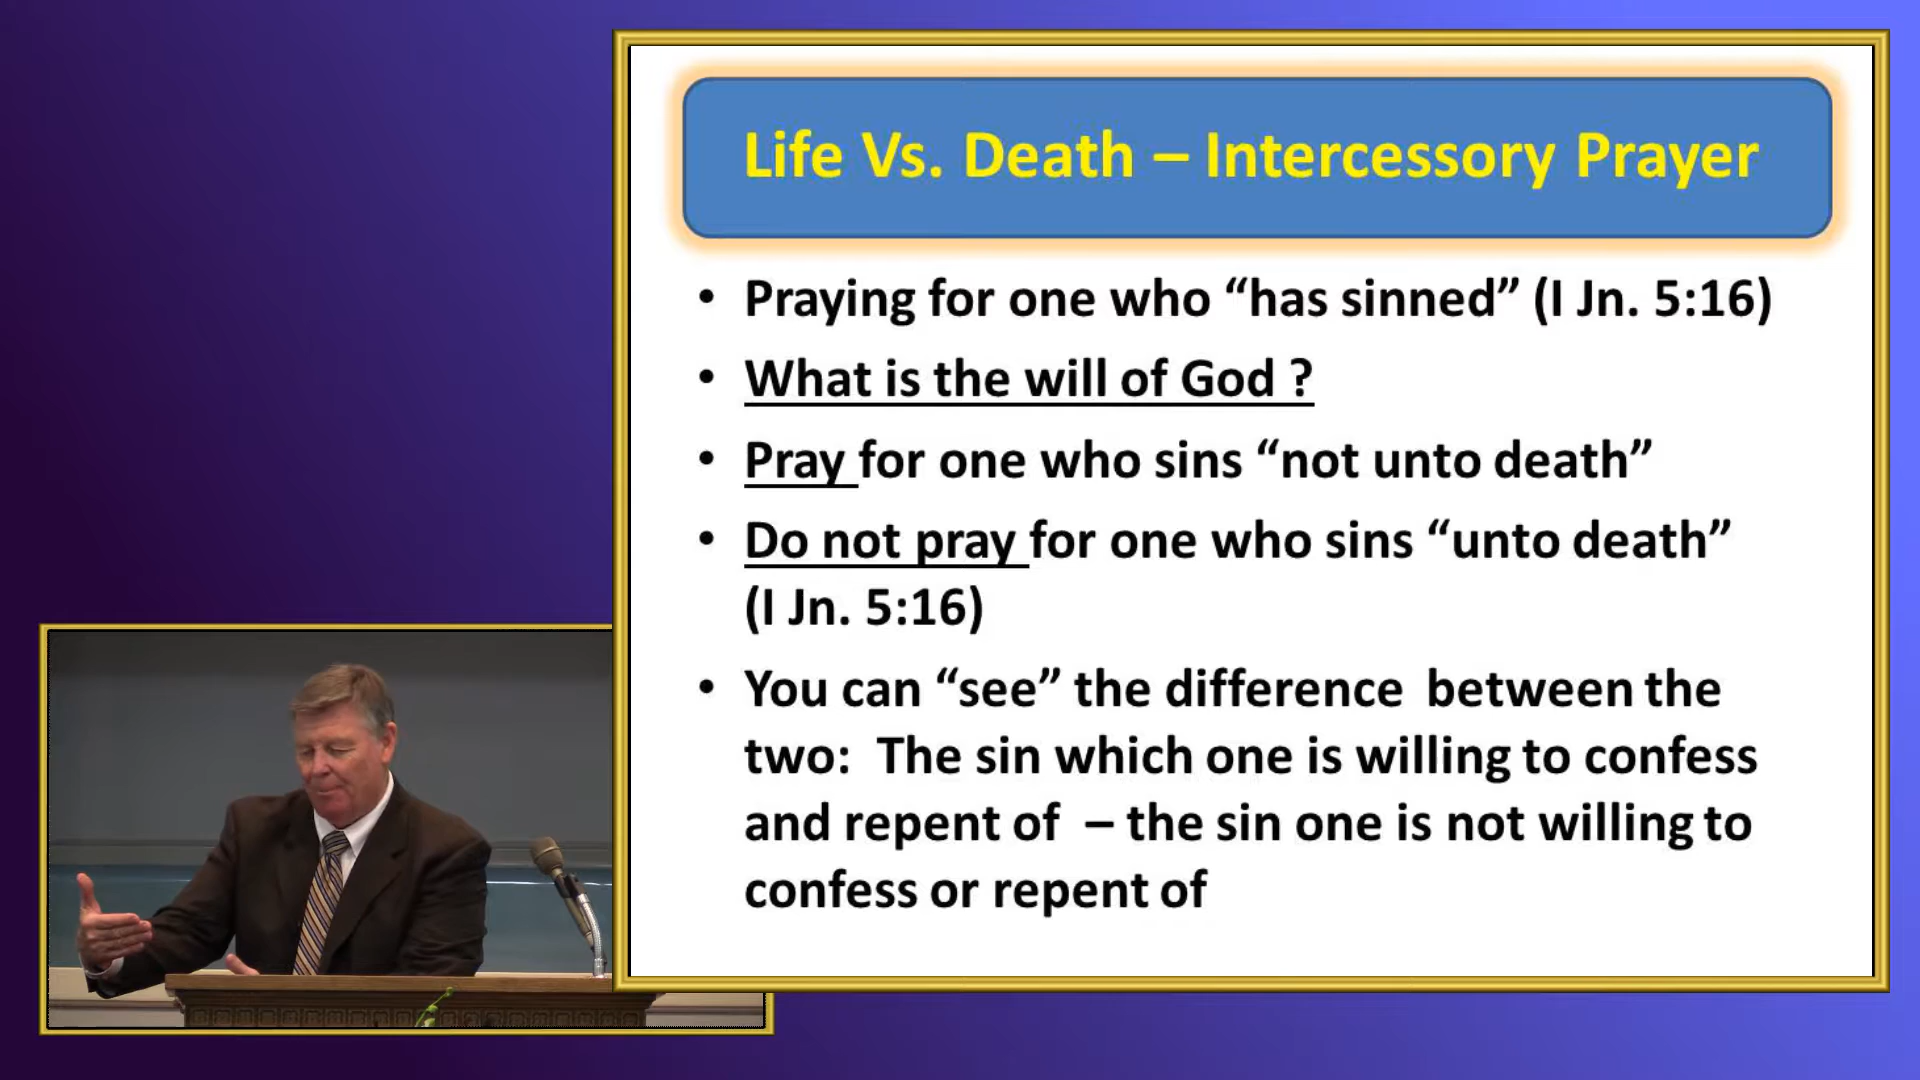 Life Vs. Death – Intercessory Prayer
• Praying for one who “has sinned” (I Jn. 5:16)
• What is the will of God ?
• Pray for one who sins “not unto death”
• Do not pray for one who sins “unto death”
(I Jn. 5:16)
• You can “see” the difference between the
two: The sin which one is willing to confess
and repent of – the sin one is not willing to
confess or repent of